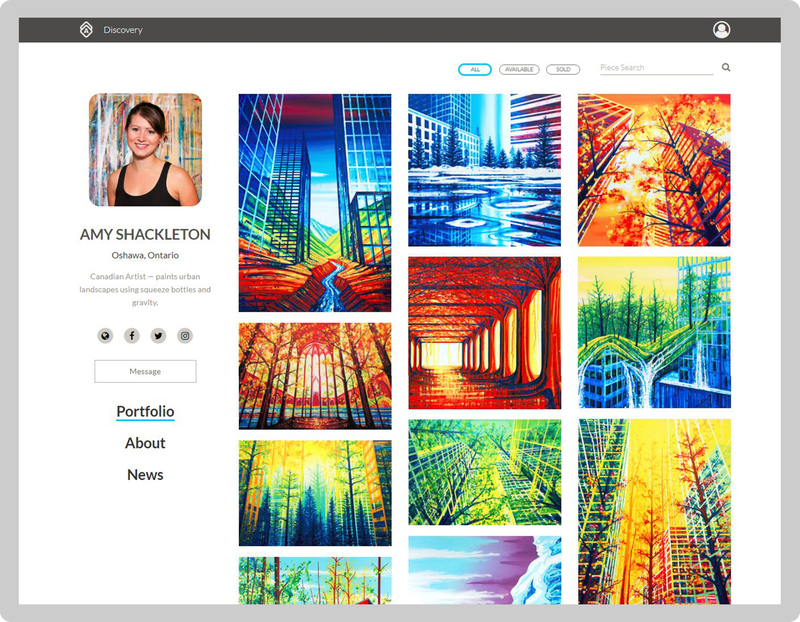 Discovery
ALL
AVAILABLE
SOLD
Piece Search
AMY SHACKLETON
Oshawa, Ontario
Canadian Artist — paints urban
landscapes using squeeze bottles and
gravity.
Message
Portfolio
About
News